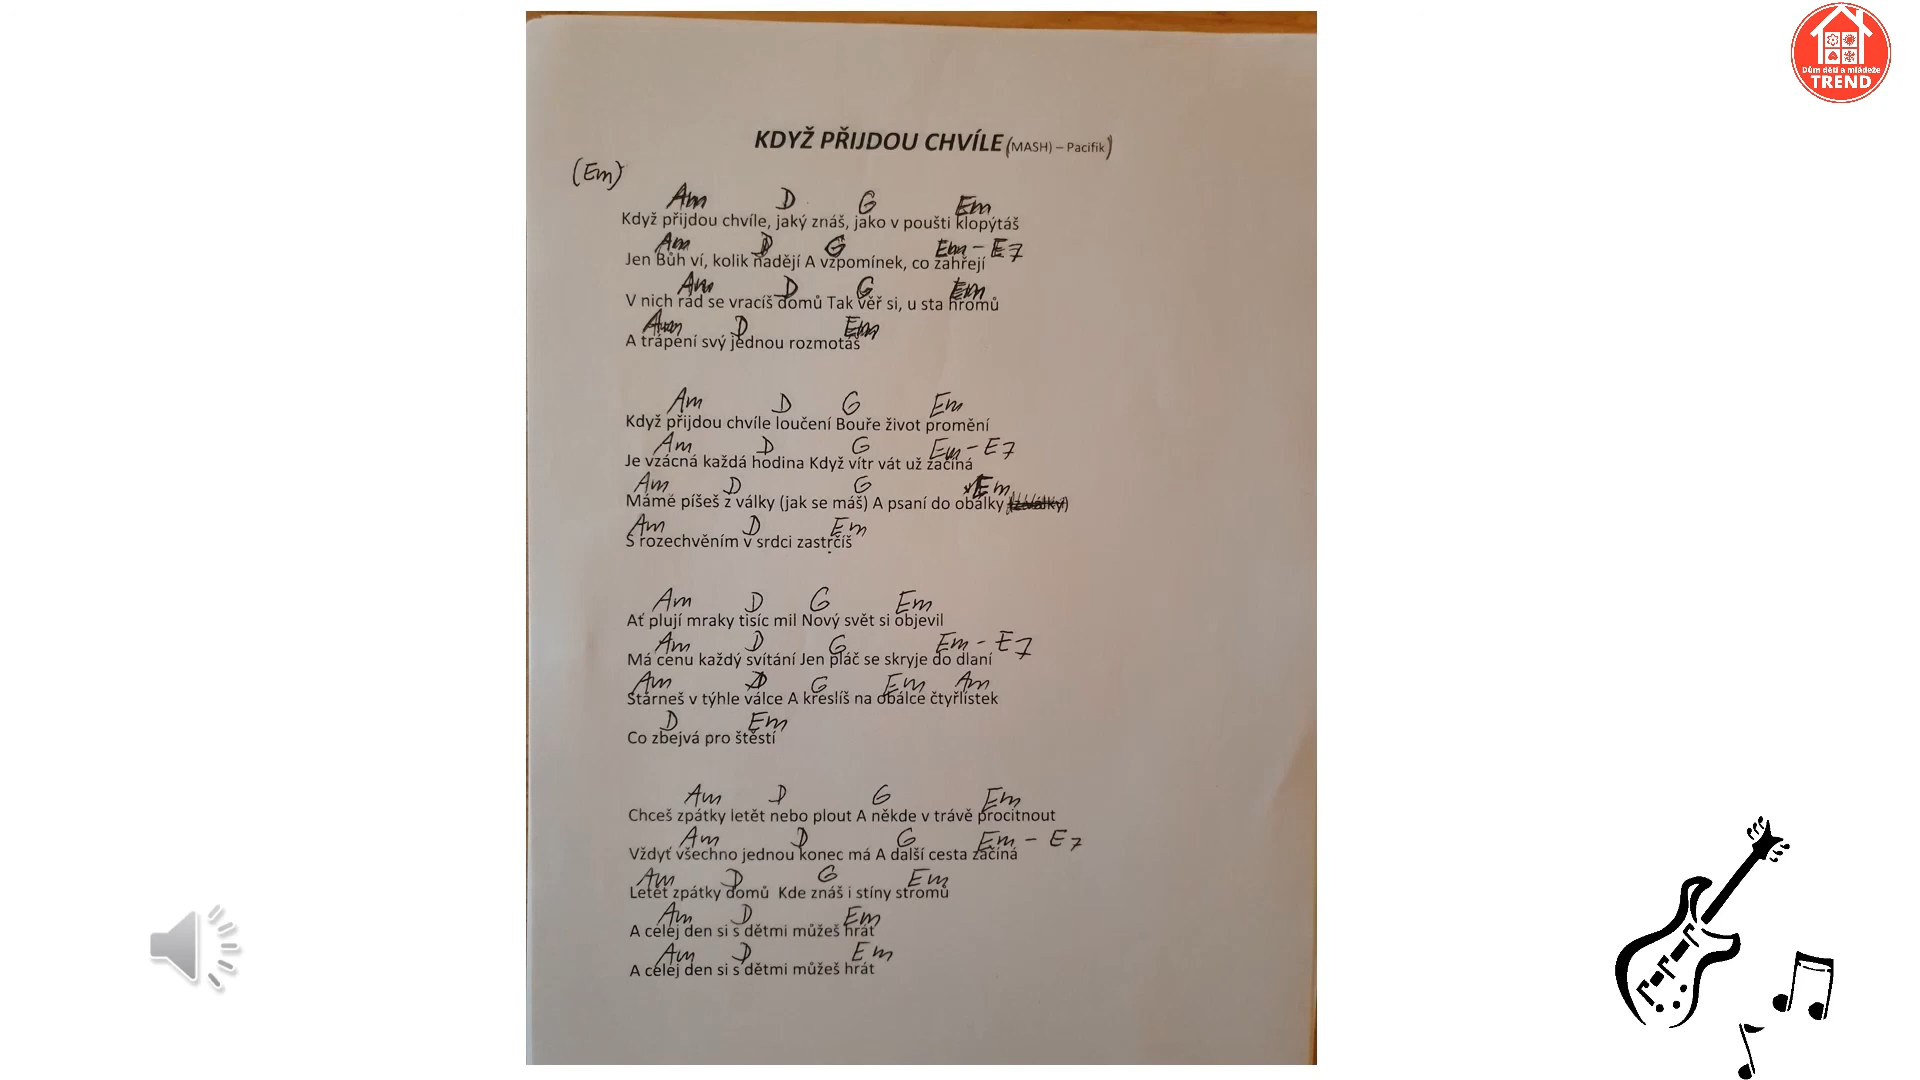 Dům dětí a mládeže
TREND
KDYŽ PŘIJDOU CHVÍLE (MASH) – Pacifik)
(Em)
Am D G Em
Když přijdou chvíle, jaký znáš, jako v poušti klopýtáš
Am D G Em – E7
Jen Bůh ví, kolik nadějí A vzpomínek, co zahřejí
Am D G Em
V nich rád se vracíš domů Tak věř si, u sta hromů
Am D Em
A trápení svý jednou rozmotáš
Am D G Em
Když přijdou chvíle loučení Bouře život promění
Am D G Em – E7
Je vzácná každá hodina Když vítr vát už začíná
Am D G Em
Mámě píšeš z války (jak se máš) A psaní do obálky
Am D Em
S rozechvěním v srdci zastrčíš
Am D G Em
Ať plují mraky tisíc mil Nový svět si objevil
Am D G Em – E7
Má cenu každý svítání Jen pláč se skryje do dlaní
Am D G Em Am
Stárneš v týhle válce A kreslíš na obálce čtyřlístek
D Em
Co zbejvá pro štěstí
Am D G Em
Chceš zpátky letět nebo plout A někde v trávě procitnout
Am D G Em – E7
Vždyť všechno jednou konec má A další cesta začíná
Am D G Em
Letět zpátky domů Kde znáš i stíny stromů
Am D Em
A celej den si s dětmi můžeš hrát
Am D Em
A celej den si s dětmi můžeš hrát